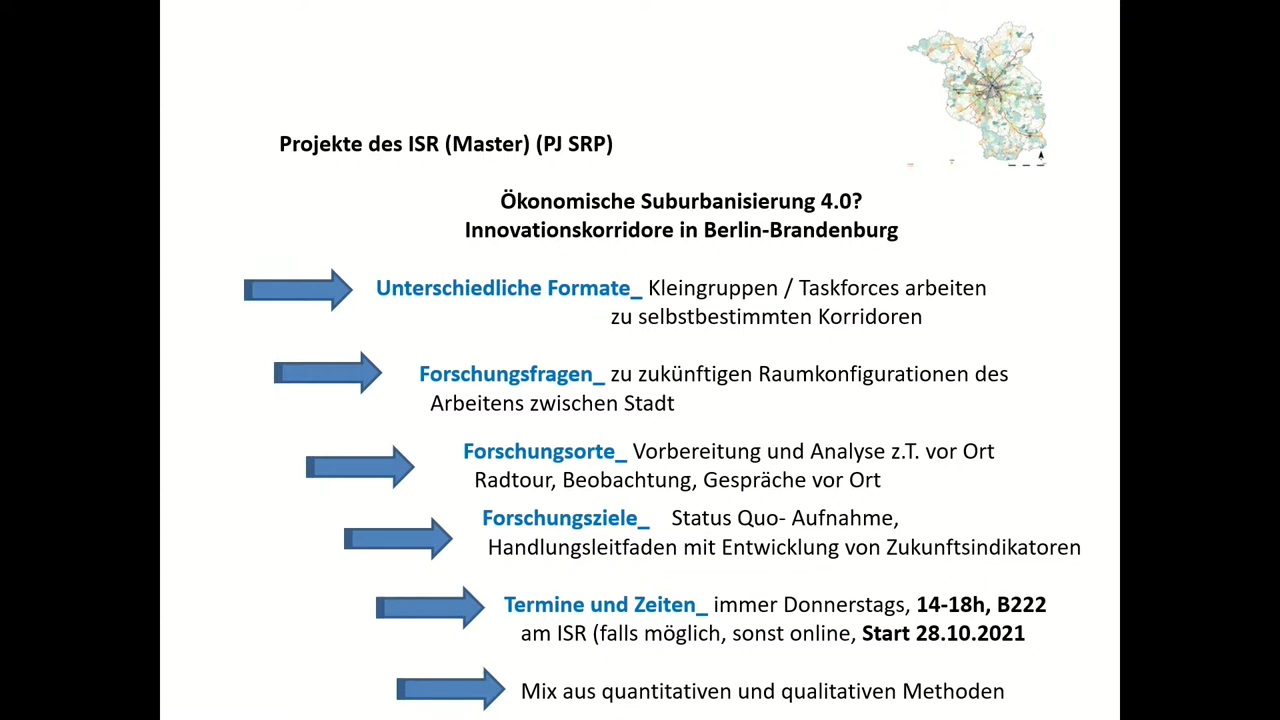 Projekte des ISR (Master) (PJ SRP)
Ökonomische Suburbanisierung 4.0?
Innovationskorridore in Berlin-Brandenburg
Unterschiedliche Formate_ Kleingruppen / Taskforces arbeiten
zu selbstbestimmten Korridoren
Forschungsfragen_ zu zukünftigen Raumkonfigurationen des
Arbeitens zwischen Stadt
Forschungsorte_ Vorbereitung und Analyse z.T. vor Ort
Radtour, Beobachtung, Gespräche vor Ort
Forschungsziele_ Status Quo- Aufnahme,
Handlungsleitfaden mit Entwicklung von Zukunftsindikatoren
Termine und Zeiten_ immer Donnerstags, 14-18h, B222
am ISR (falls möglich, sonst online, Start 28.10.2021
Mix aus quantitativen und qualitativen Methoden